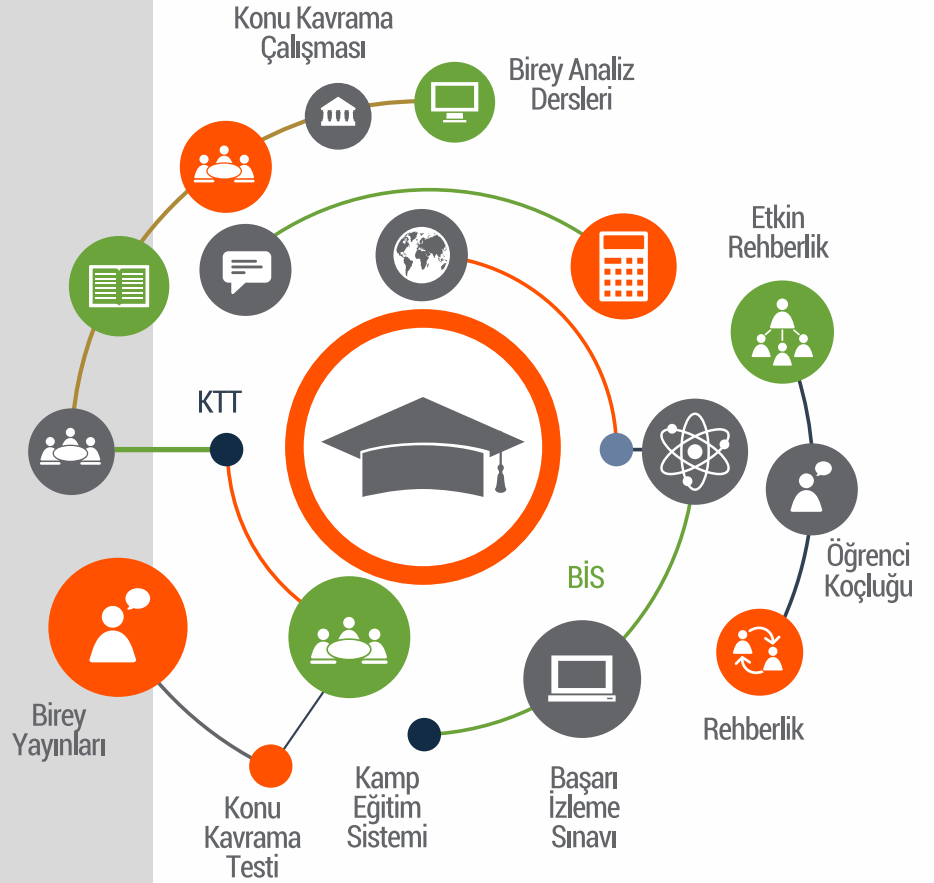 Konu Kavrama
Çalışması
Birey Analiz
Dersleri
Etkin
Rehberlik
KTT
BİS
Öğrenci
Koçluğu
Birey
Yayınları
Rehberlik
Konu
Kavrama
Testi
Kamp
Eğitim
Sistemi
Başarı
İzleme
Sınavı